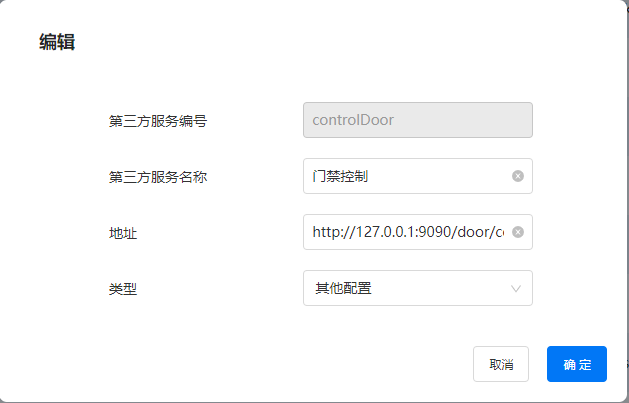 编辑
第三方服务编号
controlDoor
第三方服务名称
门禁控制
地址
http://127.0.0.1:9090/door/c
类型
其他配置
取消
确 定